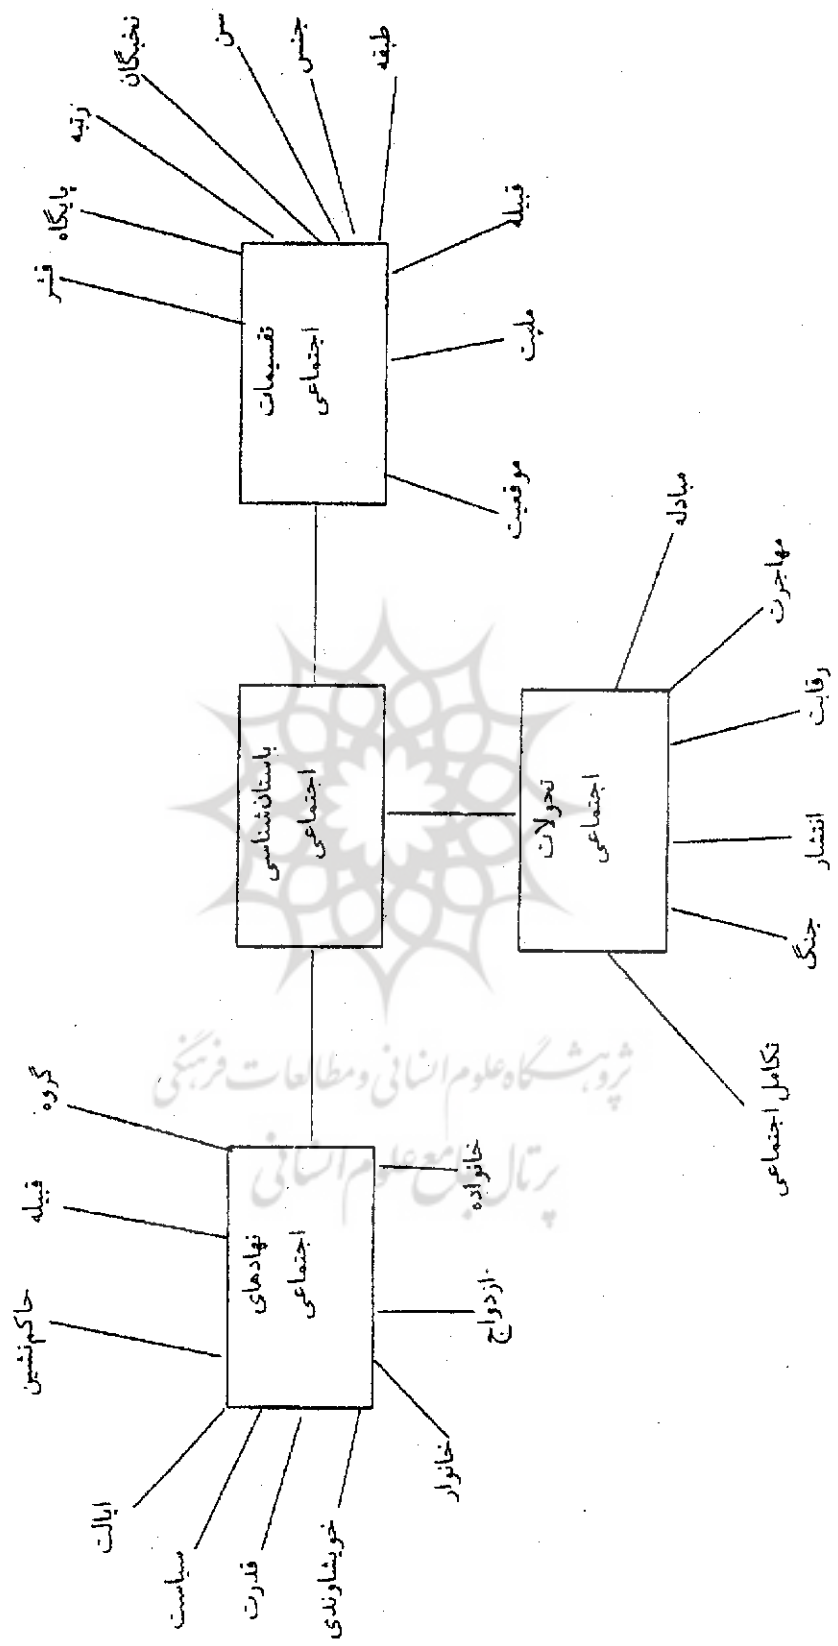 قشر
پایگاه
رتبه
نخبگان
سن
جنس
طبقه
قبیله
ملیت
موقعیت
تقسیمات
اجتماعی
باستان‌شناسی
اجتماعی
تحولات
اجتماعی
مبادله
مهاجرت
رقابت
انتشار
جنگ
تکامل اجتماعی
نهادهای
اجتماعی
گروه
قبیله
حاکم‌نشین
ایالت
سیاست
قدرت
خویشاوندی
خانوار
ازدواج
خانواده
پژوهشگاه علوم انسانی و مطالعات فرهنگی
پرتال جامع علوم انسانی